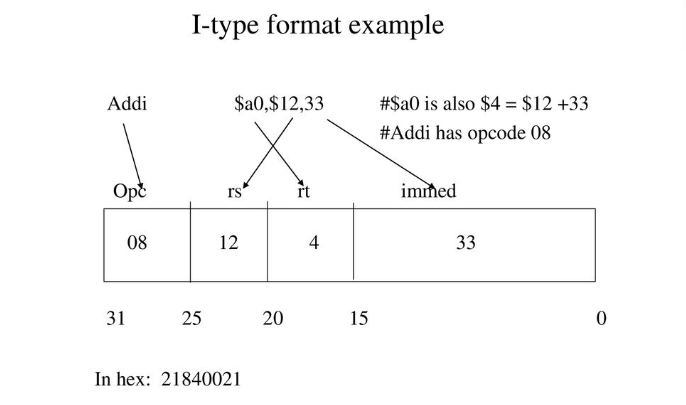 I-type format example
Addi $a0,$12,33 #$a0 is also $4 = $12 +33
#Addi has opcode 08
Opc rs rt immed
08 12 4 33
31 25 20 15 0
In hex: 21840021